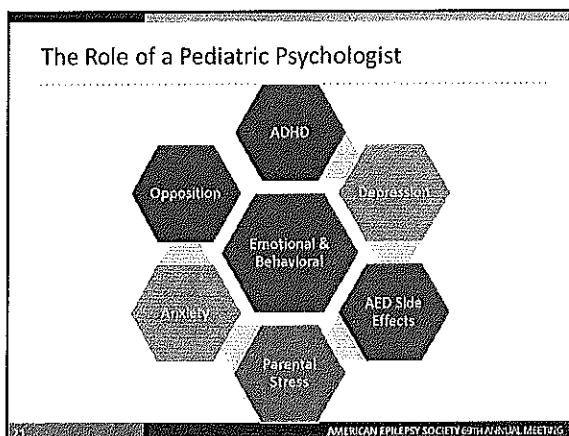 The Role of a Pediatric Psychologist
ADHD
Opposition
Depression
Emotional &
Behavioral
Anxiety
AED Side
Effects
Parental
Stress
21
AMERICAN EPILEPSY SOCIETY 69TH ANNUAL MEETING